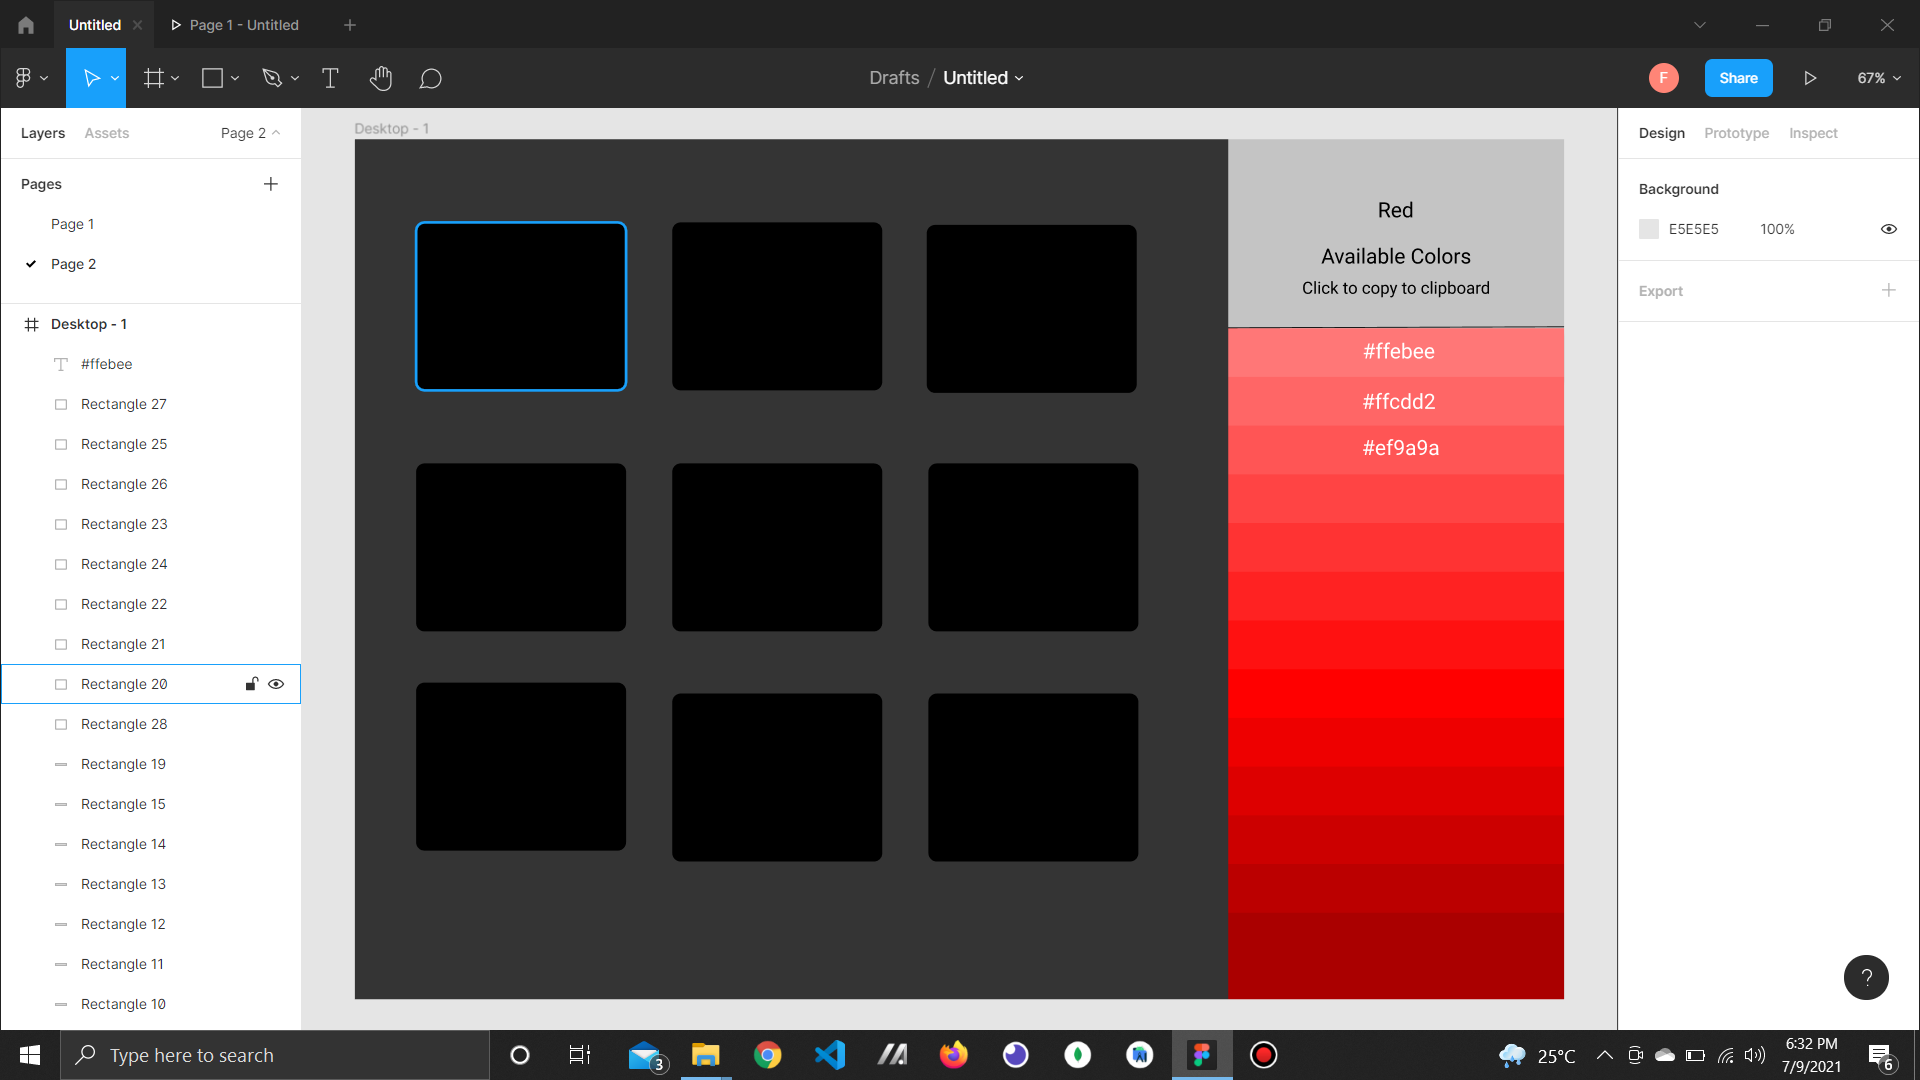 Untitled
Page 1 - Untitled
Drafts / Untitled
F
Share
67%
Layers
Assets
Page 2
Pages
Page 1
Page 2
Desktop - 1
#ffebee
Rectangle 27
Rectangle 25
Rectangle 26
Rectangle 23
Rectangle 24
Rectangle 22
Rectangle 21
Rectangle 20
Rectangle 28
Rectangle 19
Rectangle 15
Rectangle 14
Rectangle 13
Rectangle 12
Rectangle 11
Rectangle 10
Desktop - 1
Red
Available Colors
Click to copy to clipboard
#ffebee
#ffcdd2
#ef9a9a
Design
Prototype
Inspect
Background
E5E5E5
100%
Export
?
Type here to search
3
25°C
6:32 PM
7/9/2021
6